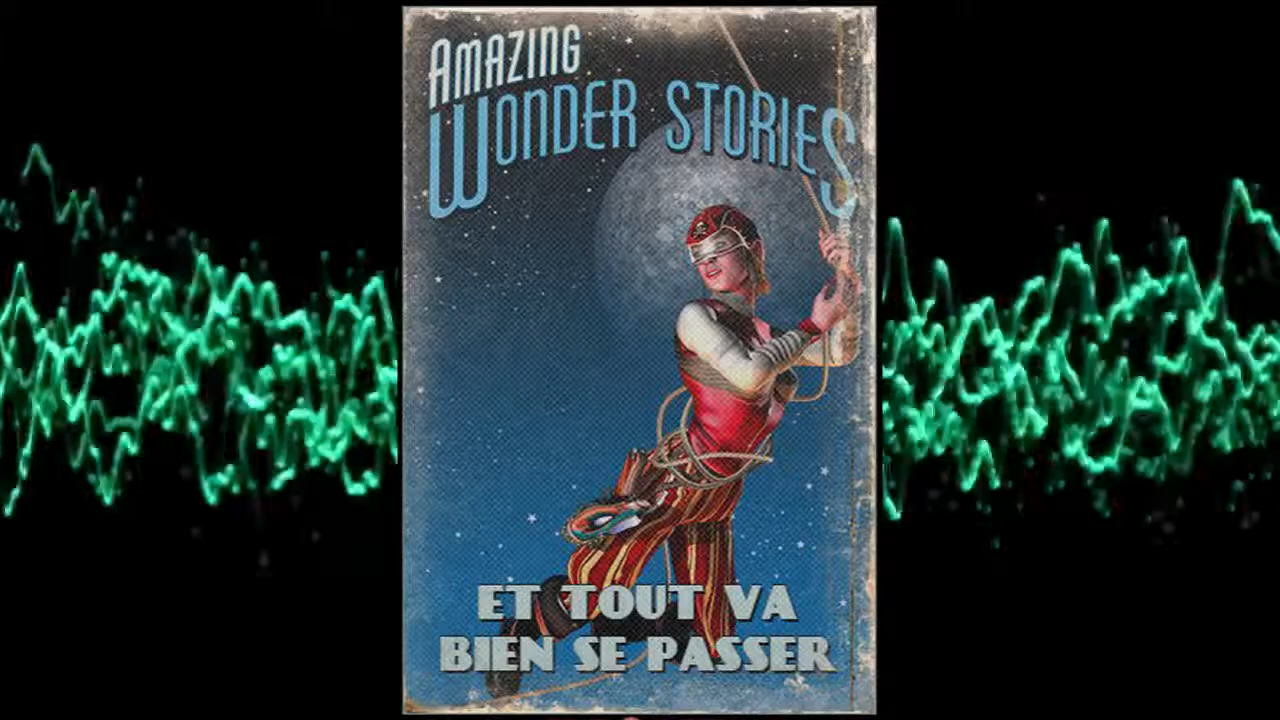 AMAZING
WONDER STORIES
ET TOUT VA
BIEN SE PASSER